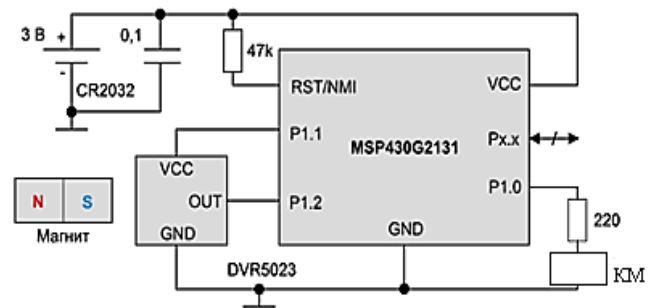 3 В
+
-
0,1
CR2032
47k
RST/NMI
VCC
P1.1
MSP430G2131
Px.x
VCC
P1.0
OUT
P1.2
N S
GND
GND
220
Магнит
DVR5023
КМ